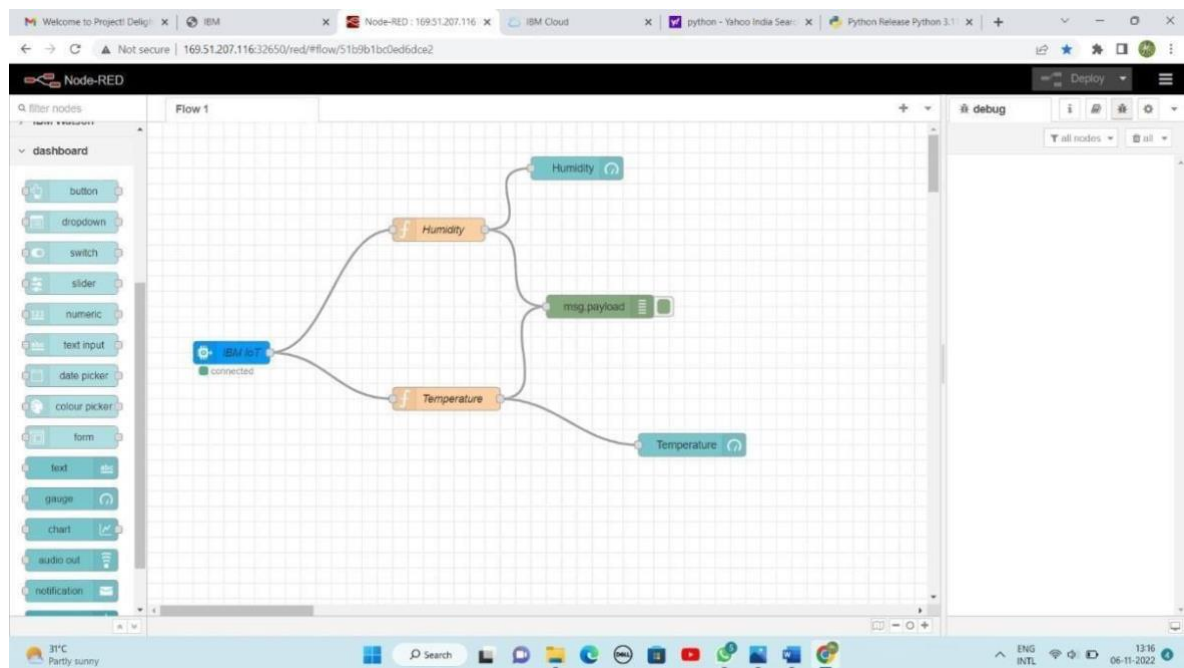 Welcome to Project! Delig
IBM
Node-RED : 169.51.207.116
IBM Cloud
python - Yahoo India Sear
Python Release Python 3.1
Not secure
169.51.207.116:32650/red/#flow/51b9b1bc0ed6dce2
Node-RED
Deploy
filter nodes
Flow 1
debug
i
IBM Watson
all nodes
all
dashboard
button
dropdown
switch
slider
numeric
text input
date picker
colour picker
form
text
gauge
chart
audio out
notification
Humidity
Humidity
msg.payload
IBM IoT
connected
Temperature
Temperature
31°C
Partly sunny
Search
DELL
ENG
INTL
13:16
06-11-2022
4